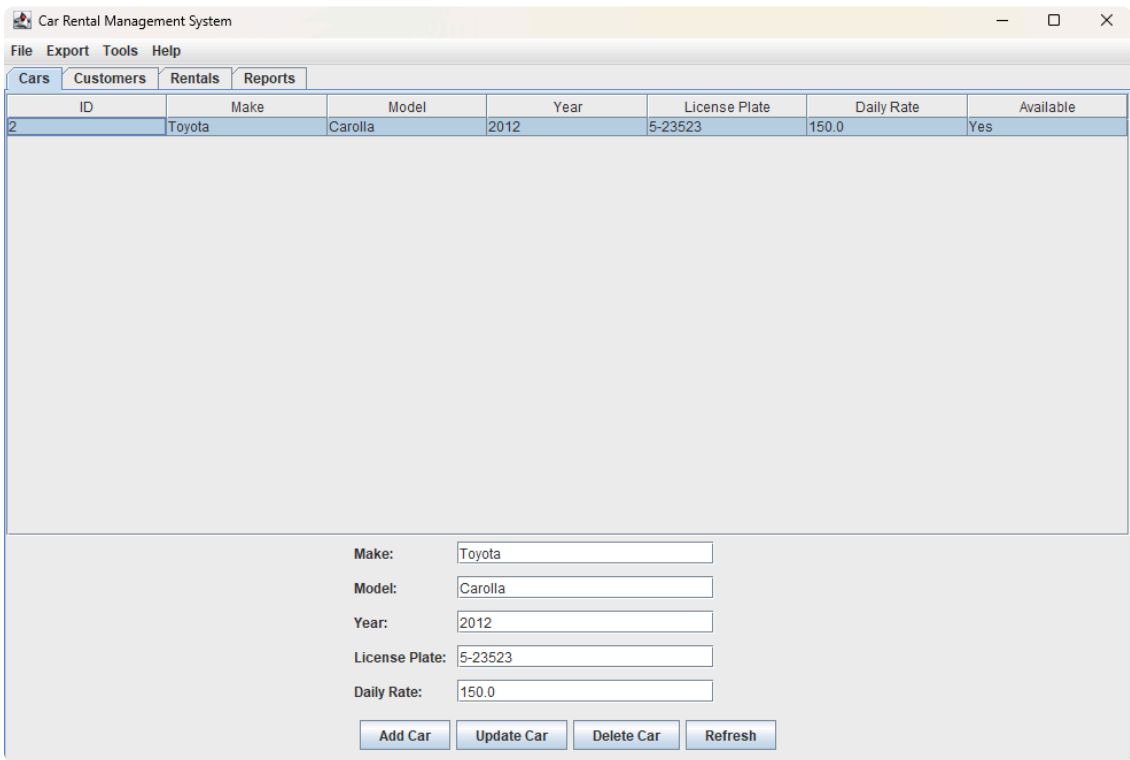 Car Rental Management System
File Export Tools Help
Cars Customers Rentals Reports
ID Make Model Year License Plate Daily Rate Available
2 Toyota Carolla 2012 5-23523 150.0 Yes
Make: Toyota
Model: Carolla
Year: 2012
License Plate: 5-23523
Daily Rate: 150.0
Add Car Update Car Delete Car Refresh